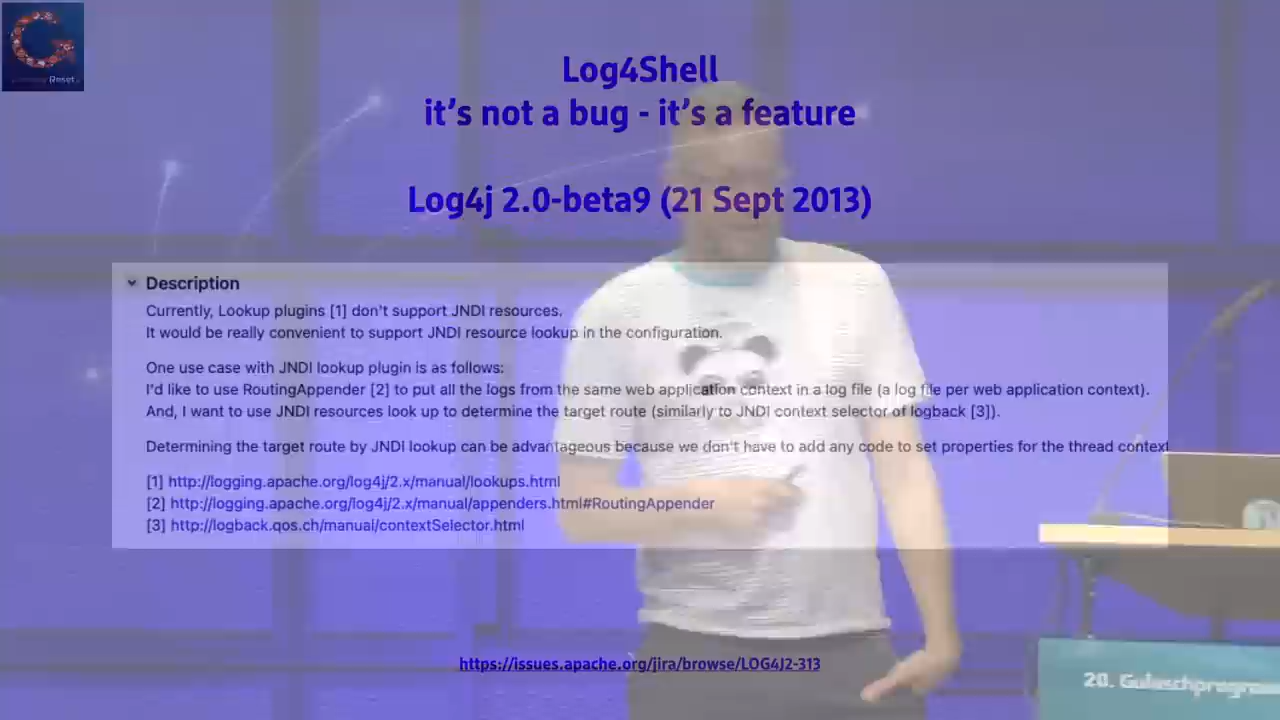 Reset
Log4Shell
it's not a bug - it's a feature
Log4j 2.0-beta9 (21 Sept 2013)
Description
Currently, Lookup plugins [1] don't support JNDI resources.
It would be really convenient to support JNDI resource lookup in the configuration.
One use case with JNDI lookup plugin is as follows:
I'd like to use RoutingAppender [2] to put all the logs from the same web application context in a log file (a log file per web application context).
And, I want to use JNDI resources look up to determine the target route (similarly to JNDI context selector of logback [3]).
Determining the target route by JNDI lookup can be advantageous because we don't have to add any code to set properties for the thread context
[1] http://logging.apache.org/log4j/2.x/manual/lookups.html
[2] http://logging.apache.org/log4j/2.x/manual/appenders.html#RoutingAppender
[3] http://logback.qos.ch/manual/contextSelector.html
https://issues.apache.org/jira/browse/LOG4J2-313
20. Gulaschprogra